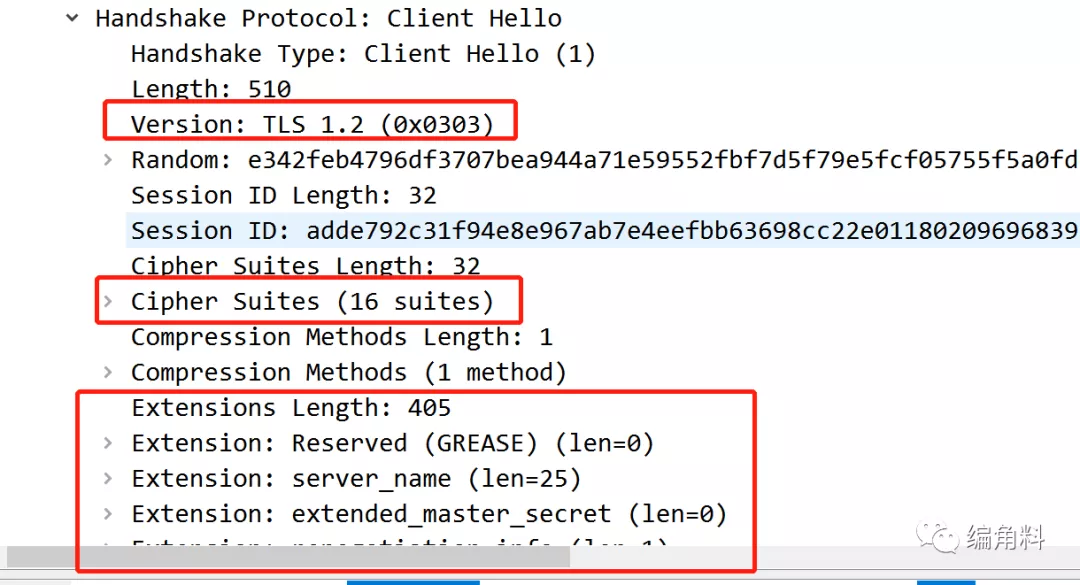 Handshake Protocol: Client Hello
Handshake Type: Client Hello (1)
Length: 510
Version: TLS 1.2 (0x0303)
Random: e342feb4796df3707bea944a71e59552fbf7d5f79e5fcf05755f5a0fd
Session ID Length: 32
Session ID: adde792c31f94e8e967ab7e4eefbb63698cc22e01180209696839
Cipher Suites Length: 32
Cipher Suites (16 suites)
Compression Methods Length: 1
Compression Methods (1 method)
Extensions Length: 405
Extension: Reserved (GREASE) (len=0)
Extension: server_name (len=25)
Extension: extended_master_secret (len=0)
编角料